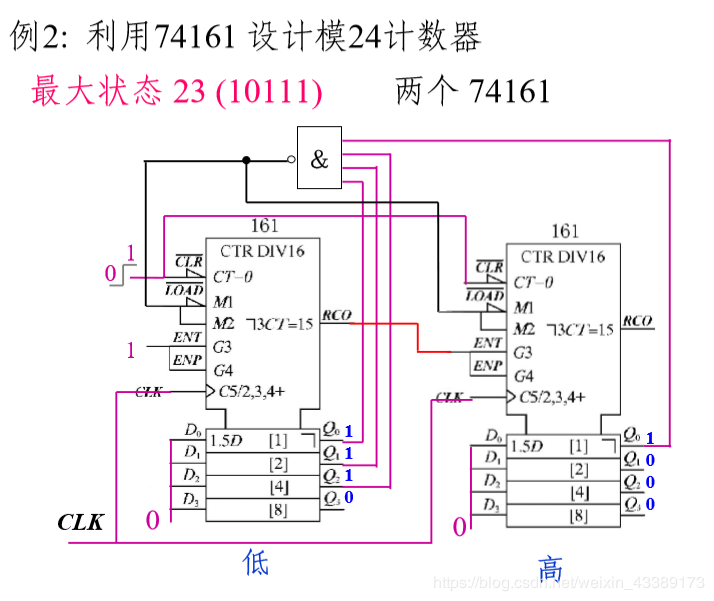 例2: 利用74161 设计模24计数器
最大状态 23 (10111) 两个 74161
&
161
161
CTR DIV16
CTR DIV16
1
0
CLR
CT=0
CLR
CT=0
LOAD
M1
LOAD
M1
M2
ㄱ3CT=15
RCO
M2
ㄱ3CT=15
RCO
1
ENT
G3
ENT
G3
ENP
G4
ENP
G4
CLK
C5/2,3,4+
CLK
C5/2,3,4+
D0
1.5D
[1]
Q0
1
D1
[2]
Q1
1
D2
[4]
Q2
1
D3
[8]
Q3
0
D0
1.5D
[1]
Q0
1
D1
[2]
Q1
0
D2
[4]
Q2
0
D3
[8]
Q3
0
CLK
0
0
低
高
https://blog.csdn.net/weixin_43389173